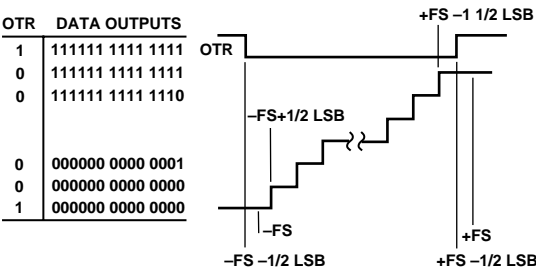 OTR DATA OUTPUTS
1 111111 1111 1111
0 111111 1111 1111
0 111111 1111 1110
0 000000 0000 0001
0 000000 0000 0000
1 000000 0000 0000
+FS –1 1/2 LSB
OTR
–FS+1/2 LSB
–FS
+FS
–FS –1/2 LSB
+FS –1/2 LSB